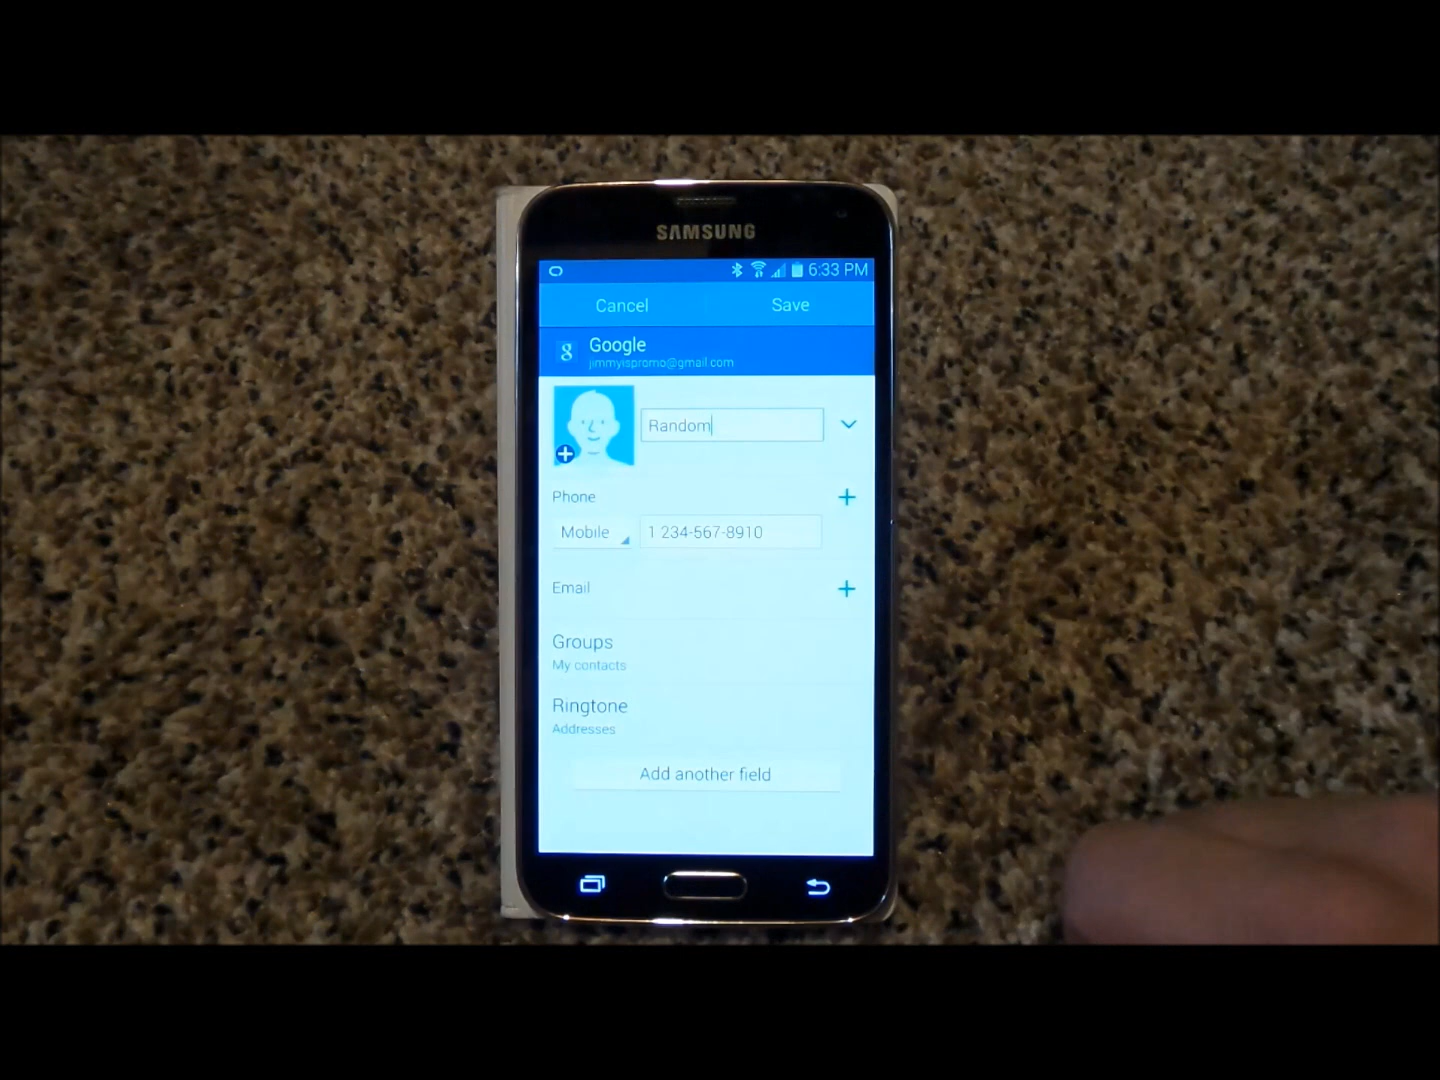 SAMSUNG
6:33 PM
Cancel Save
g Google
jimmyispromo@gmail.com
Random
Phone
Mobile 1 234-567-8910
Email
Groups
My contacts
Ringtone
Addresses
Add another field